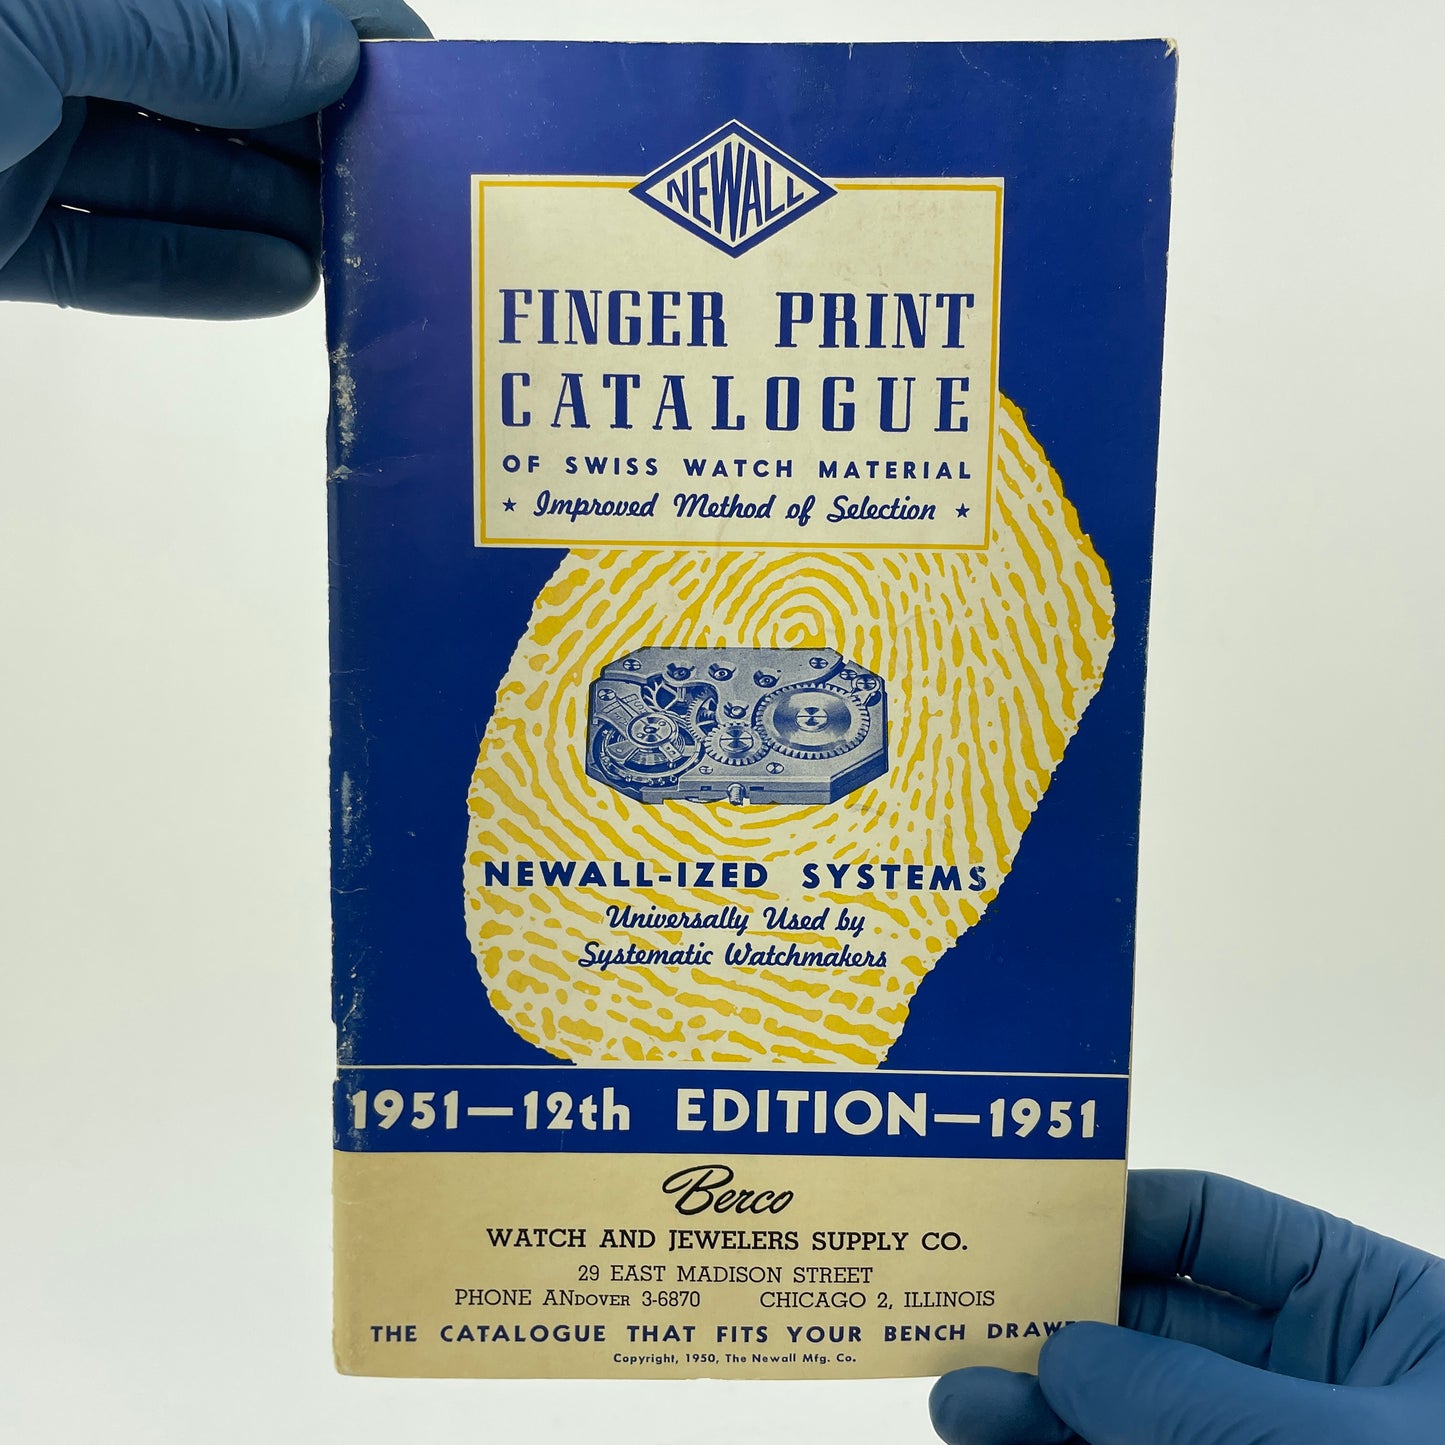 NEWALL
FINGER PRINT
CATALOGUE
OF SWISS WATCH MATERIAL
★ Improved Method of Selection ★
NEWALL-IZED SYSTEMS
Universally Used by
Systematic Watchmakers
1951—12th EDITION—1951
Berco
WATCH AND JEWELERS SUPPLY CO.
29 EAST MADISON STREET
PHONE ANDOVER 3-6870 CHICAGO 2, ILLINOIS
THE CATALOGUE THAT FITS YOUR BENCH
Copyright, 1950, The Newall Mfg. Co.